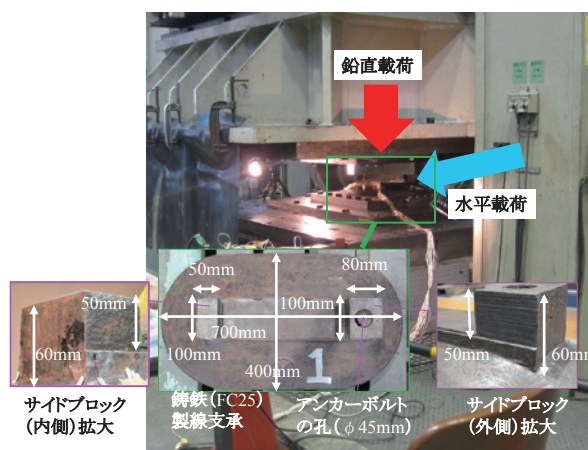 鉛直載荷
水平載荷
50mm
80mm
50mm
100mm
700mm
100mm
60mm
400mm
1
50mm
60mm
サイドブロック
(内側)拡大
鋳鉄(FC25)
製線支承
アンカーボルト
の孔(φ45mm)
サイドブロック
(外側)拡大